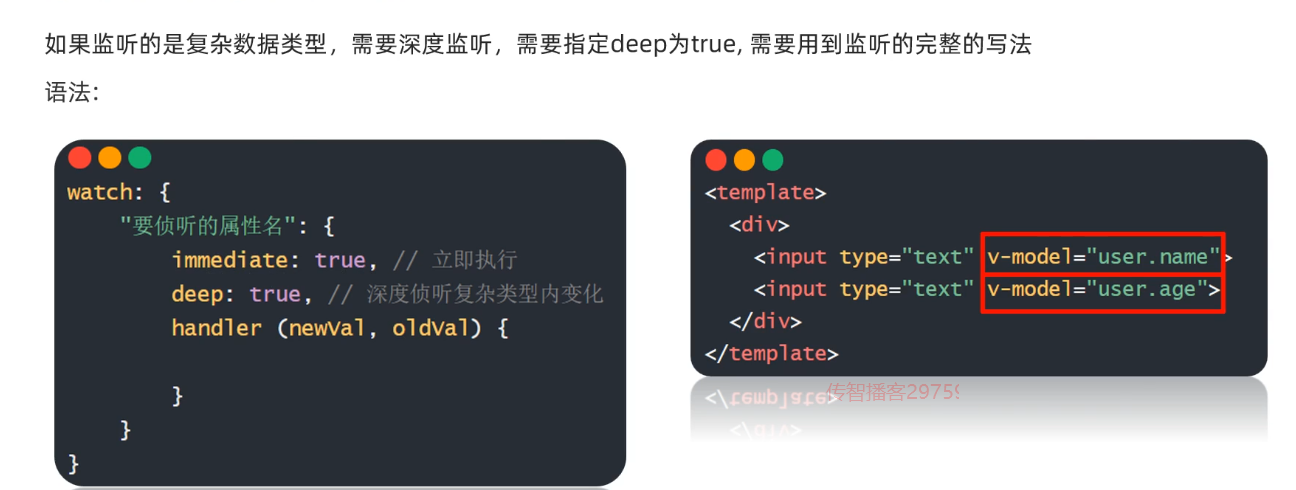 如果监听的是复杂数据类型，需要深度监听，需要指定deep为true, 需要用到监听的完整的写法
语法：
watch: {
"要侦听的属性名": {
immediate: true, // 立即执行
deep: true, // 深度侦听复杂类型内变化
handler (newVal, oldVal) {
}
}
}
<template>
<div>
<input type="text" v-model="user.name">
<input type="text" v-model="user.age">
</div>
</template>
传智播客29759